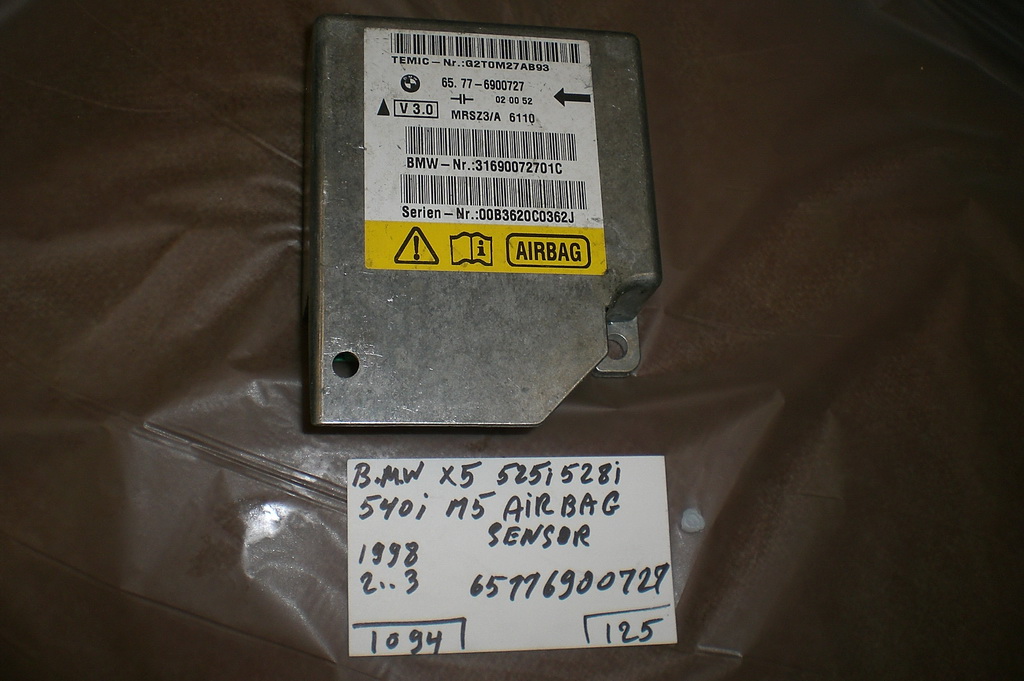 TEMIC-Nr.:G2T0M27AB93
65.77-6900727
02 00 52
V 3.0
MRSZ3/A 6110
BMW-Nr.:31690072701C
Serien-Nr.:00B3620C0362J
AIRBAG
B.MW X5 525i 528i
540i M5 AIRBAG
SENSOR
1998
2..3 65776900727
1094 125